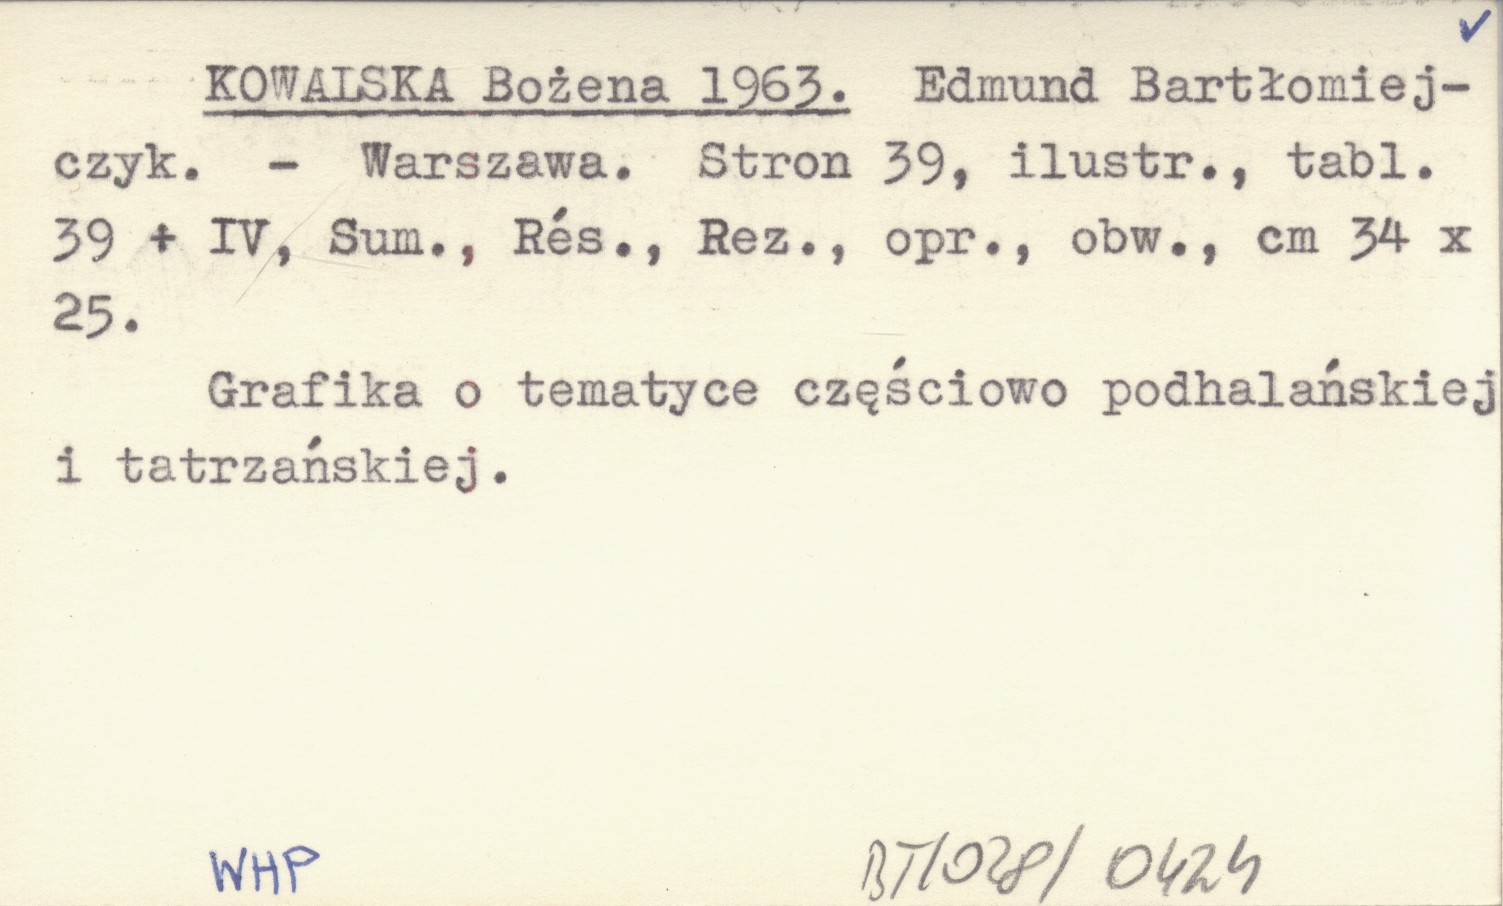 KOWALSKA Bożena 1963. Edmund Bartłomiej-
czyk. - Warszawa. Stron 39, ilustr., tabl.
39 + IV, Sum., Rés., Rez., opr., obw., cm 34 x
25.
Grafika o tematyce częściowo podhalańskiej
i tatrzańskiej.
WHP BT/028/ 0424